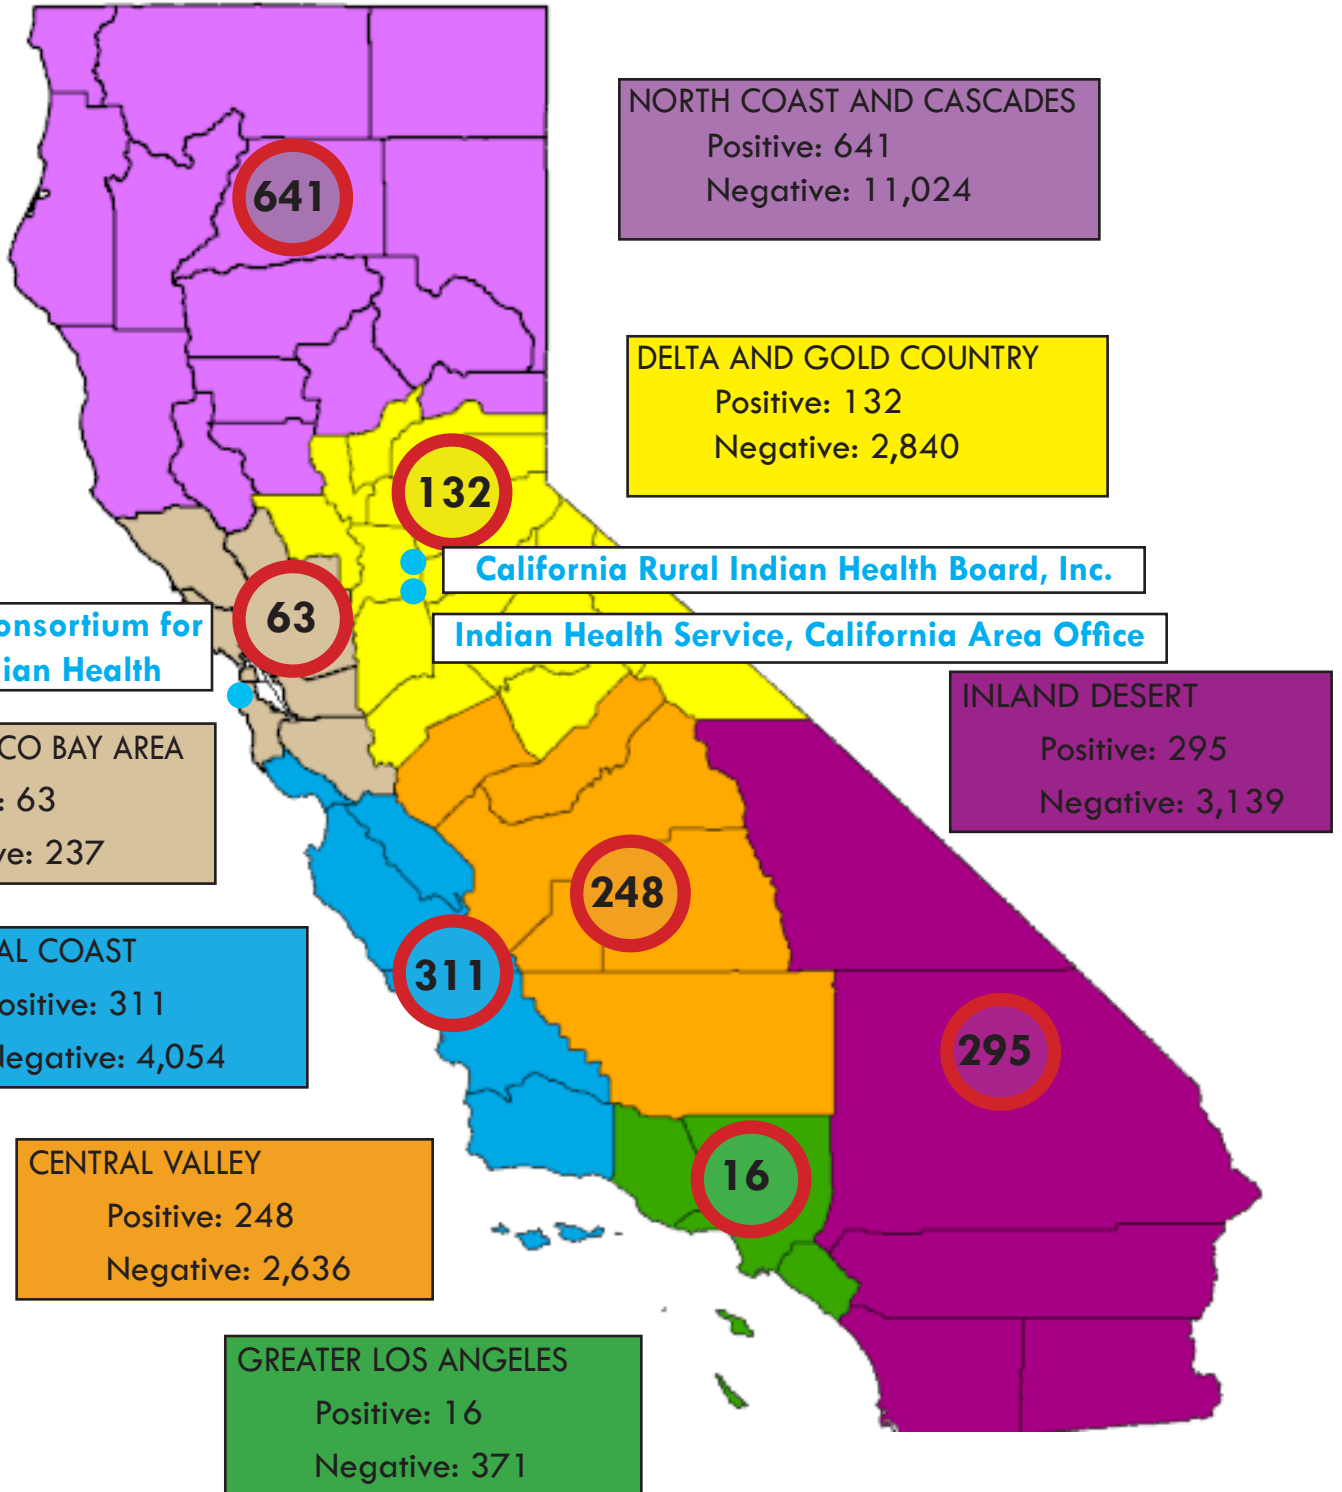 NORTH COAST AND CASCADES
Positive: 641
Negative: 11,024
641
DELTA AND GOLD COUNTRY
Positive: 132
Negative: 2,840
132
California Rural Indian Health Board, Inc.
63
onsortium for
ian Health
Indian Health Service, California Area Office
INLAND DESERT
Positive: 295
Negative: 3,139
CO BAY AREA
: 63
ve: 237
248
AL COAST
ositive: 311
Negative: 4,054
311
295
CENTRAL VALLEY
Positive: 248
Negative: 2,636
16
GREATER LOS ANGELES
Positive: 16
Negative: 371